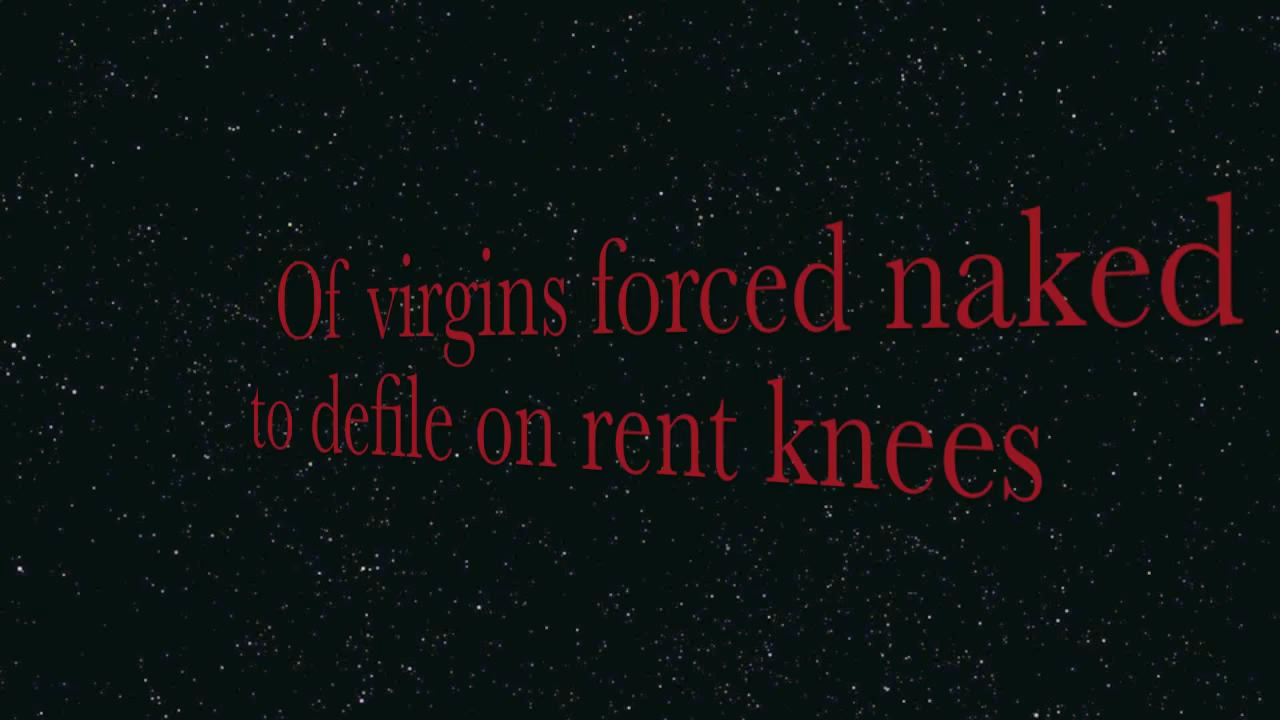 Of virgins forced naked
to defile on rent knees